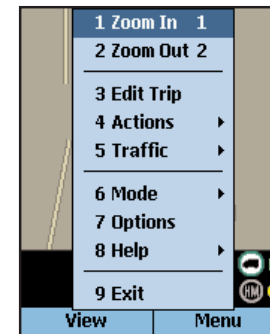 1 Zoom In 1
2 Zoom Out 2
3 Edit Trip
4 Actions
5 Traffic
6 Mode
7 Options
8 Help
9 Exit
HM
View Menu